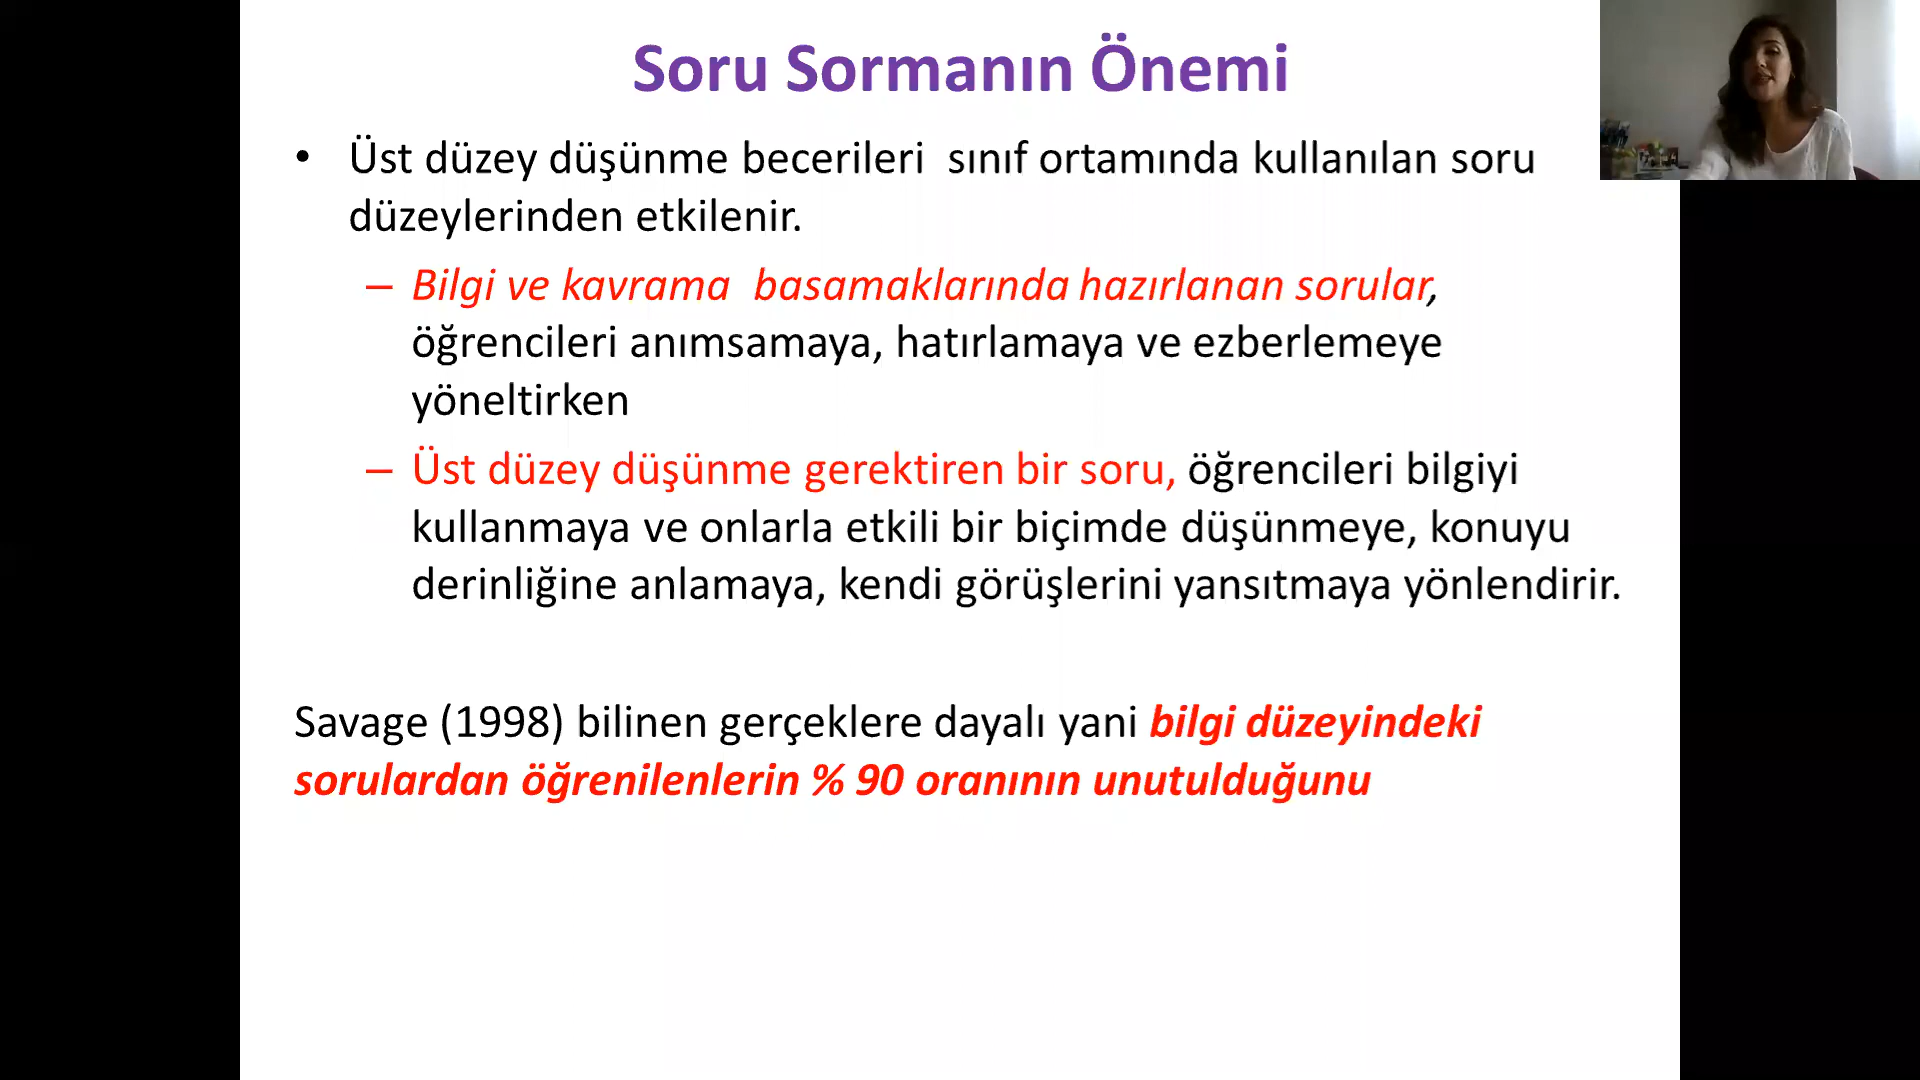 Soru Sormanın Önemi
• Üst düzey düşünme becerileri sınıf ortamında kullanılan soru
düzeylerinden etkilenir.
– Bilgi ve kavrama basamaklarında hazırlanan sorular,
öğrencileri anımsamaya, hatırlamaya ve ezberlemeye
yöneltirken
– Üst düzey düşünme gerektiren bir soru, öğrencileri bilgiyi
kullanmaya ve onlarla etkili bir biçimde düşünmeye, konuyu
derinliğine anlamaya, kendi görüşlerini yansıtmaya yönlendirir.
Savage (1998) bilinen gerçeklere dayalı yani bilgi düzeyindeki
sorulardan öğrenilenlerin % 90 oranının unutulduğunu